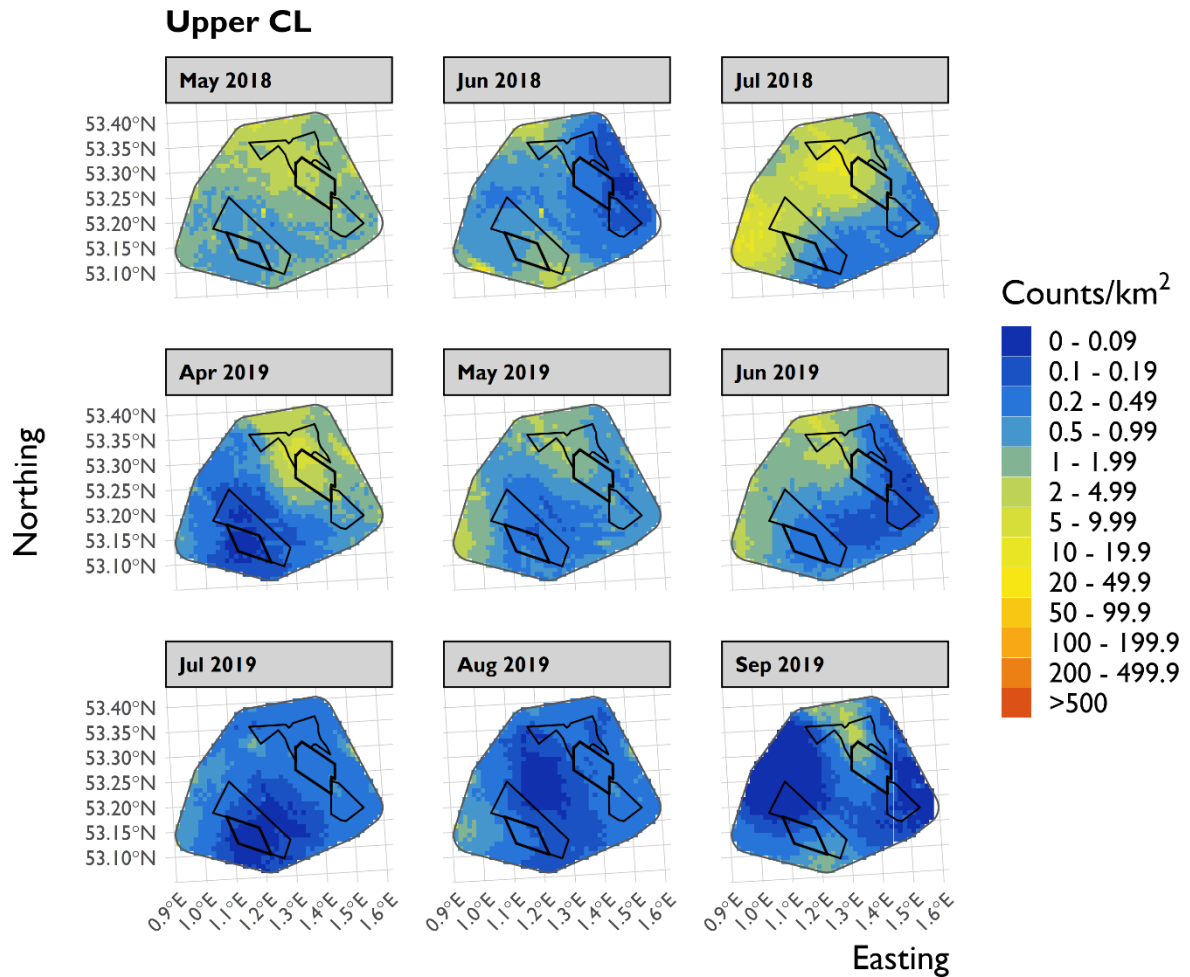 Upper CL
May 2018
Jun 2018
Jul 2018
53.40°N
53.35°N
53.30°N
53.25°N
53.20°N
53.15°N
53.10°N
Apr 2019
May 2019
Jun 2019
53.40°N
53.35°N
53.30°N
53.25°N
53.20°N
53.15°N
53.10°N
Jul 2019
Aug 2019
Sep 2019
53.40°N
53.35°N
53.30°N
53.25°N
53.20°N
53.15°N
53.10°N
0.9°E 1.0°E 1.1°E 1.2°E 1.3°E 1.4°E 1.5°E 1.6°E
0.9°E 1.0°E 1.1°E 1.2°E 1.3°E 1.4°E 1.5°E 1.6°E
0.9°E 1.0°E 1.1°E 1.2°E 1.3°E 1.4°E 1.5°E 1.6°E
Northing
Easting
Counts/km²
0 - 0.09
0.1 - 0.19
0.2 - 0.49
0.5 - 0.99
1 - 1.99
2 - 4.99
5 - 9.99
10 - 19.9
20 - 49.9
50 - 99.9
100 - 199.9
200 - 499.9
>500